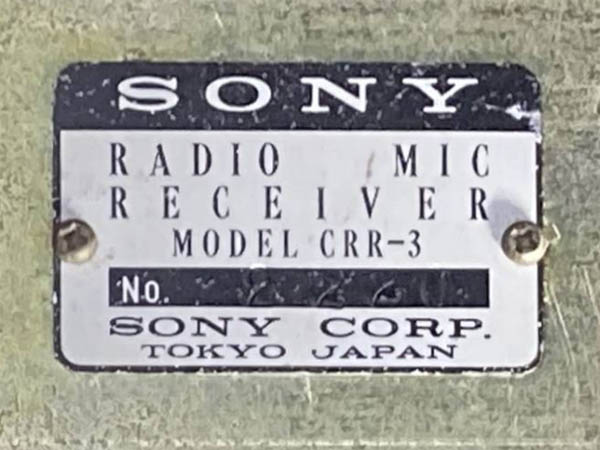 SONY
RADIO MIC
RECEIVER
MODEL CRR-3
No.
SONY CORP.
TOKYO JAPAN